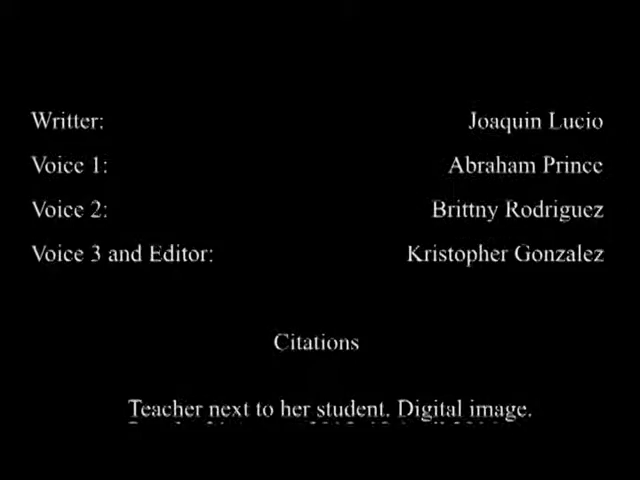 Writter: Joaquin Lucio
Voice 1: Abraham Prince
Voice 2: Brittny Rodriguez
Voice 3 and Editor: Kristopher Gonzalez
Citations
Teacher next to her student. Digital image.